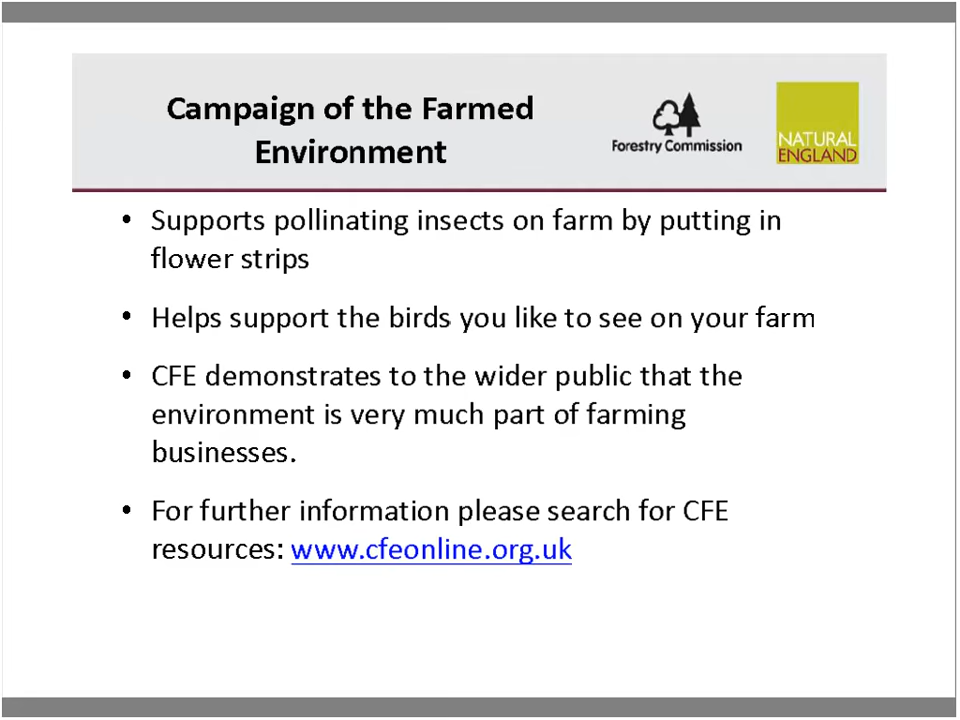 Campaign of the Farmed
Environment
Forestry Commission
NATURAL
ENGLAND
• Supports pollinating insects on farm by putting in
flower strips
• Helps support the birds you like to see on your farm
• CFE demonstrates to the wider public that the
environment is very much part of farming
businesses.
• For further information please search for CFE
resources: www.cfeonline.org.uk